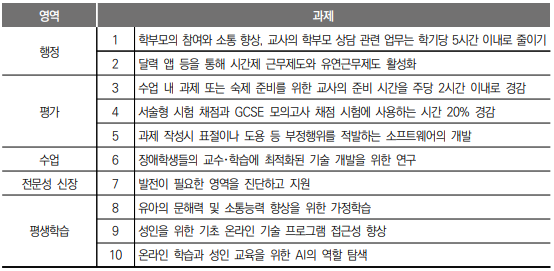 영역 과제
행정
1 학부모의 참여와 소통 향상, 교사의 학부모 상담 관련 업무는 학기당 5시간 이내로 줄이기
2 달력 앱 등을 통해 시간제 근무제도와 유연근무제도 활성화
평가
3 수업 내 과제 또는 숙제 준비를 위한 교사의 준비 시간을 주당 2시간 이내로 경감
4 서술형 시험 채점과 GCSE 모의고사 채점 시험에 사용하는 시간 20% 경감
5 과제 작성시 표절이나 도용 등 부정행위를 적발하는 소프트웨어의 개발
수업 6 장애학생들의 교수·학습에 최적화된 기술 개발을 위한 연구
전문성 신장 7 발전이 필요한 영역을 진단하고 지원
평생학습
8 유아의 문해력 및 소통능력 향상을 위한 가정학습
9 성인을 위한 기초 온라인 기술 프로그램 접근성 향상
10 온라인 학습과 성인 교육을 위한 AI의 역할 탐색